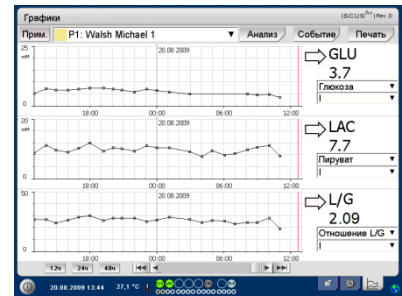 Графики
ISCUSflex | Rev. D
Прим.
P1: Walsh Michael 1
Анализ
Событие
Печать
25
mM
20.08.2009
GLU
3.7
Глюкоза
I
0
18:00 00:00 06:00 12:00
20
mM
20.08.2009
LAC
7.7
Пируват
I
0
18:00 00:00 06:00 12:00
50
20.08.2009
L/G
2.09
Отношение L/G
I
0
18:00 00:00 06:00 12:00
12ч 24ч 48ч
20.08.2009 13:44 27,1 °C